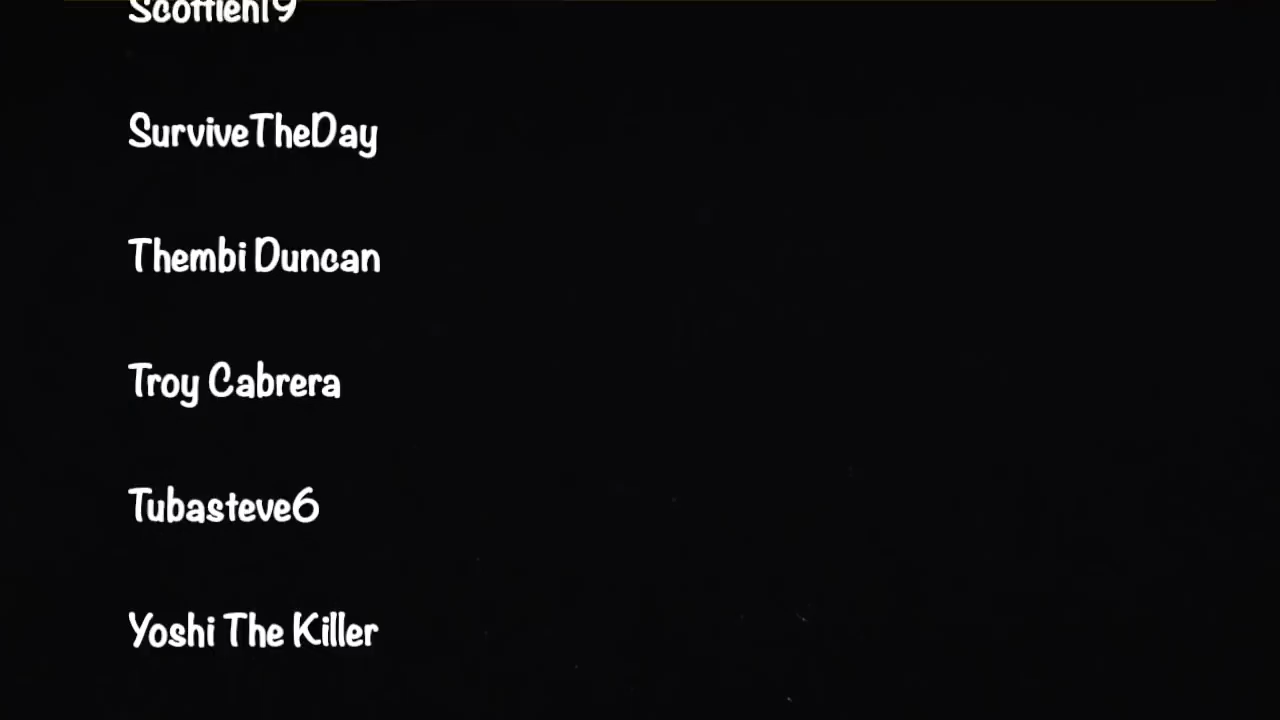 SurviveTheDay
Thembi Duncan
Troy Cabrera
Tubasteve6
Yoshi The Killer